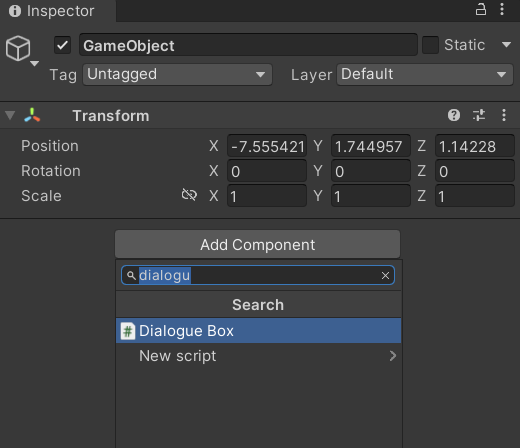 Inspector
GameObject
Static
Tag Untagged Layer Default
Transform
Position X -7.555421 Y 1.744957 Z 1.14228
Rotation X 0 Y 0 Z 0
Scale X 1 Y 1 Z 1
Add Component
dialogu
Search
# Dialogue Box
New script